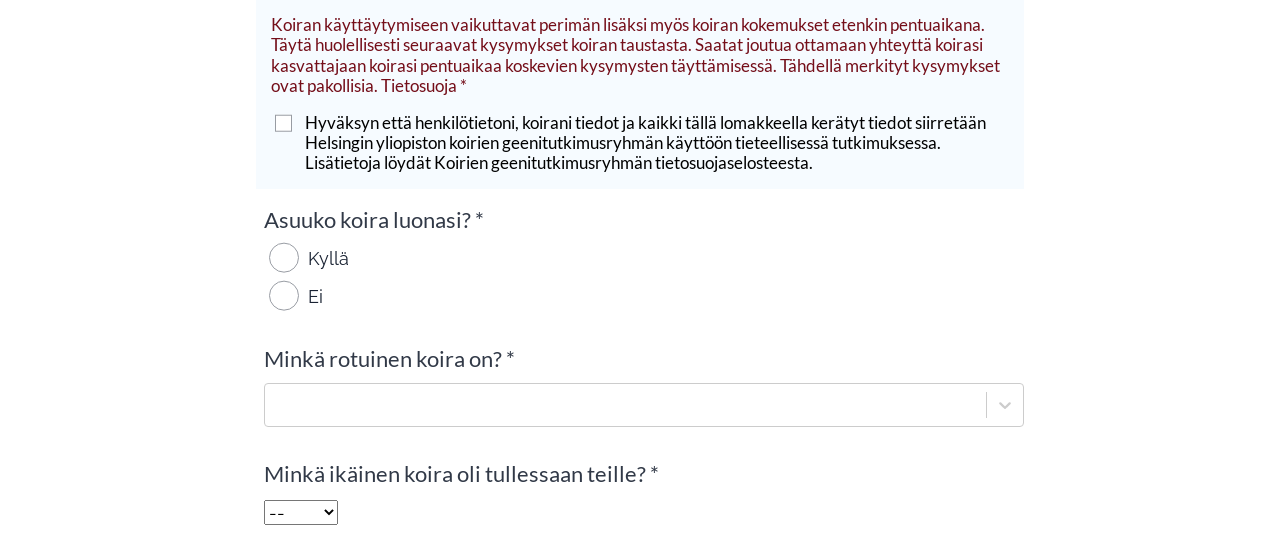 Koiran käyttäytymiseen vaikuttavat perimän lisäksi myös koiran kokemukset etenkin pentuaikana.
Täytä huolellisesti seuraavat kysymykset koiran taustasta. Saatat joutua ottamaan yhteyttä koirasi
kasvattajaan koirasi pentuaikaa koskevien kysymysten täyttämisessä. Tähdellä merkityt kysymykset
ovat pakollisia. Tietosuoja *
Hyväksyn että henkilötietoni, koirani tiedot ja kaikki tällä lomakkeella kerätyt tiedot siirretään
Helsingin yliopiston koirien geenitutkimusryhmän käyttöön tieteellisessä tutkimuksessa.
Lisätietoja löydät Koirien geenitutkimusryhmän tietosuojaselosteesta.
Asuuko koira luonasi? *
Kyllä
Ei
Minkä rotuinen koira on? *
Minkä ikäinen koira oli tullessaan teille? *
--